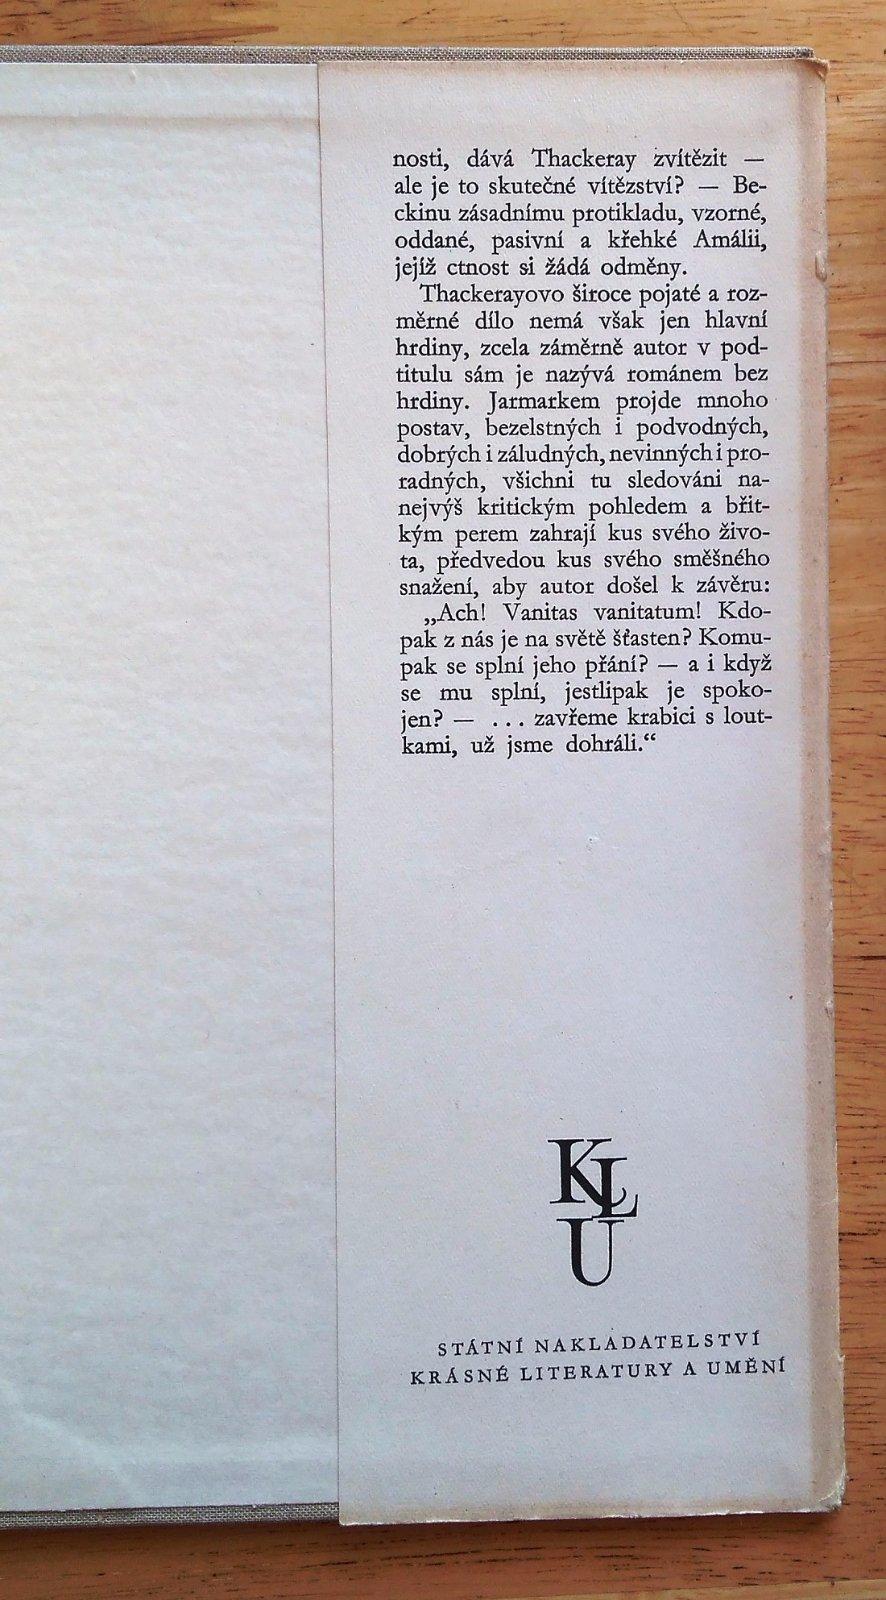 nosti, dává Thackeray zvítězit —
ale je to skutečné vítězství? — Be-
ckinu zásadnímu protikladu, vzorné,
oddané, pasivní a křehké Amálii,
jejíž ctnost si žádá odměny.
Thackerayovo široce pojaté a roz-
měrné dílo nemá však jen hlavní
hrdiny, zcela záměrně autor v pod-
titulu sám je nazývá románem bez
hrdiny. Jarmarkem projde mnoho
postav, bezelstných i podvodných,
dobrých i záludných, nevinných i pro-
radných, všichni tu sledováni na-
nejvýš kritickým pohledem a břit-
kým perem zahrají kus svého živo-
ta, předvedou kus svého směšného
snažení, aby autor došel k závěru:
„Ach! Vanitas vanitatum! Kdo-
pak z nás je na světě šťasten? Komu-
pak se splní jeho přání? — a i když
se mu splní, jestlipak je spoko-
jen? — ... zavřeme krabici s lout-
kami, už jsme dohráli.“
KLU
STÁTNÍ NAKLADATELSTVÍ
KRÁSNÉ LITERATURY A UMĚNÍ